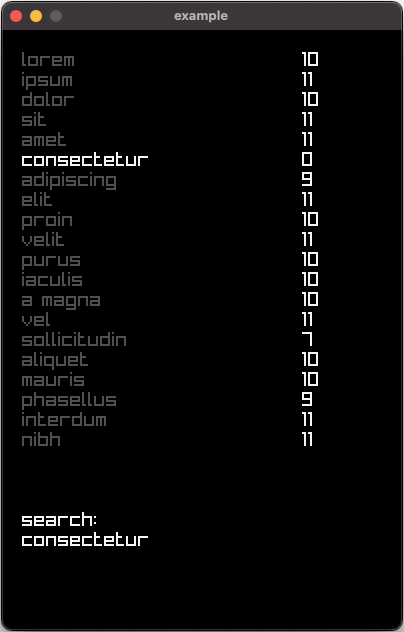 example
lorem 10
ipsum 11
dolor 10
sit 11
amet 11
consectetur 0
adipiscing 9
elit 11
proin 10
velit 11
purus 10
iaculis 10
a magna 10
vel 11
sollicitudin 7
aliquet 10
mauris 10
phasellus 9
interdum 11
nibh 11
search:
consectetur